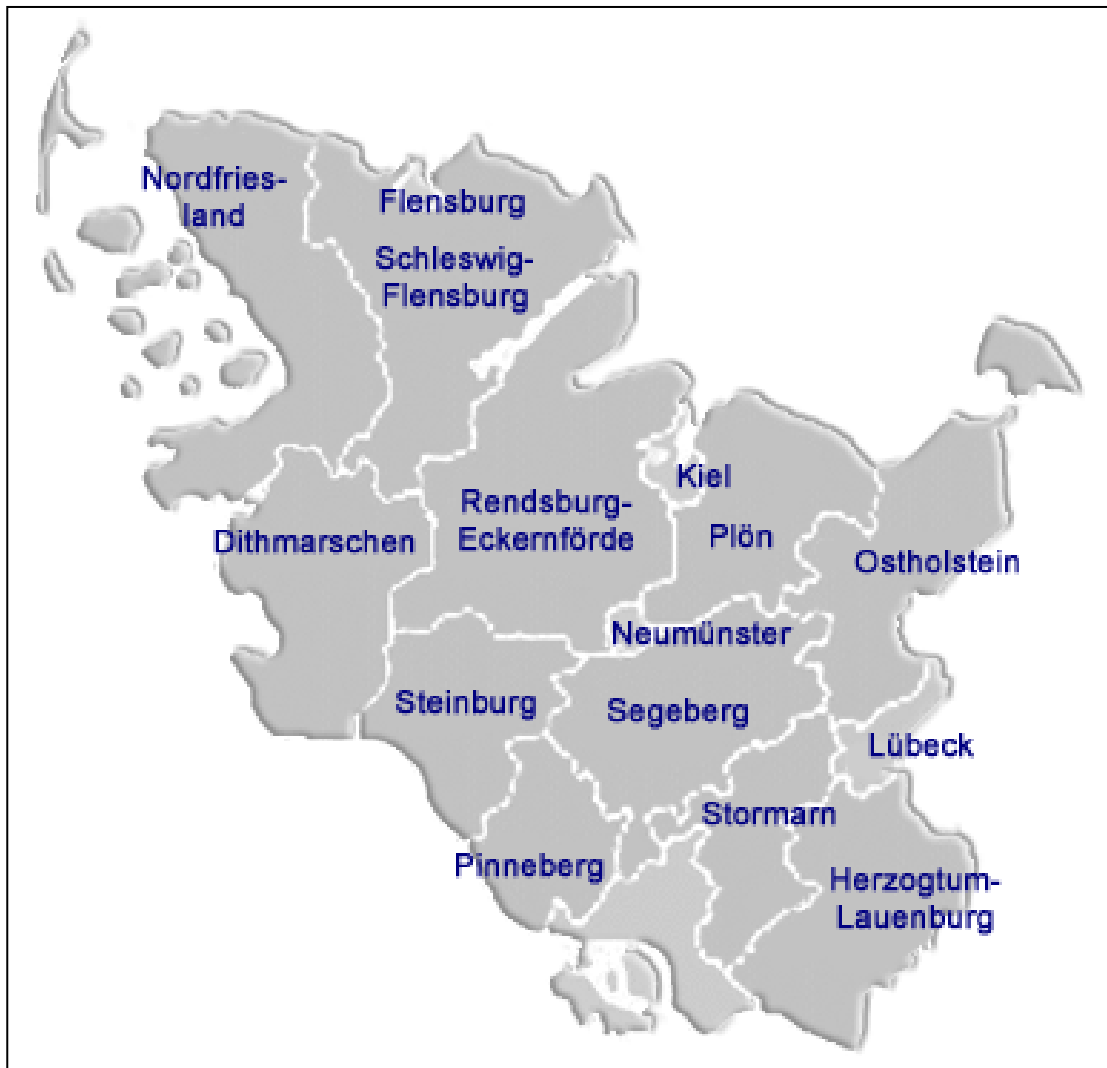 Nordfries-
land
Flensburg
Schleswig-
Flensburg
Kiel
Rendsburg-
Eckernförde
Dithmarschen
Plön
Ostholstein
Neumünster
Steinburg
Segeberg
Lübeck
Stormarn
Pinneberg
Herzogtum-
Lauenburg